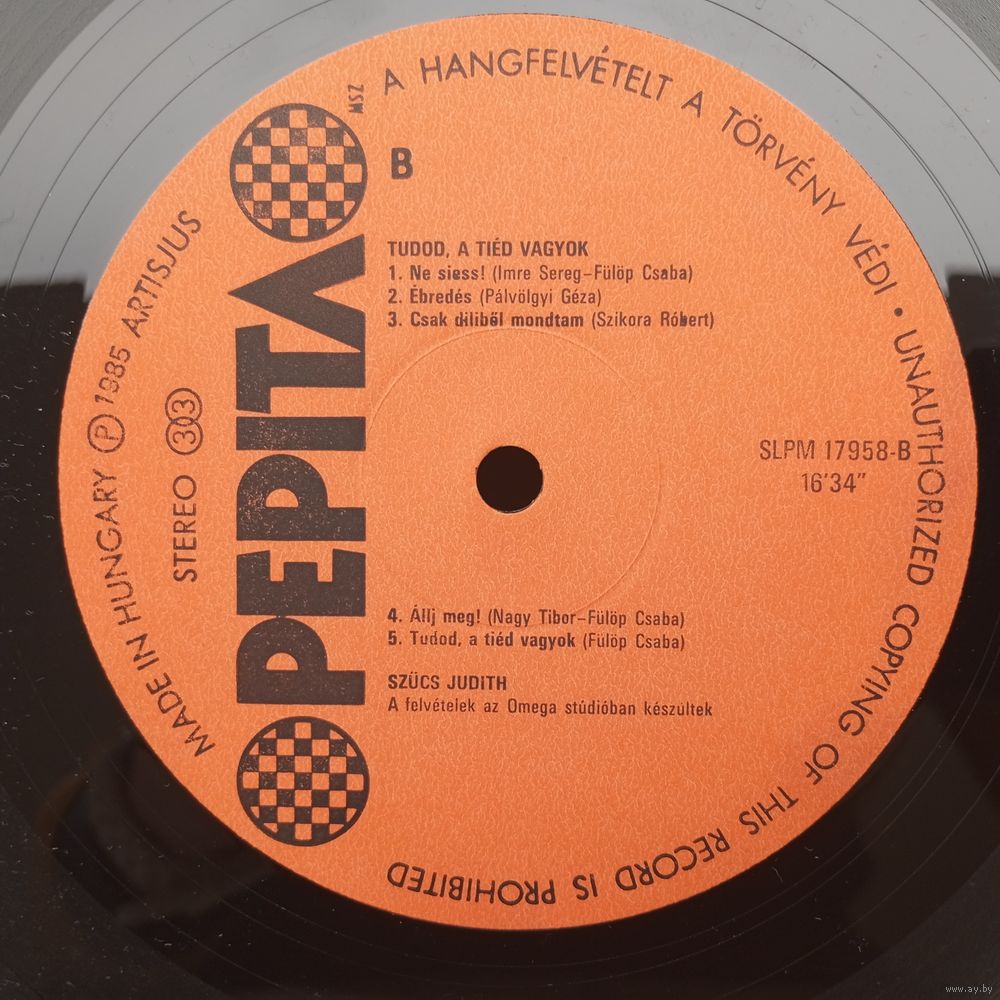 A HANGFELVÉTELT A TÖRVÉNY VÉDI • UNAUTHORIZED COPYING OF THIS RECORD IS PROHIBITED
MADE IN HUNGARY Ⓟ 1985 ARTISJUS
STEREO 33
PEPITA
MSZ
B
TUDOD, A TIÉD VAGYOK
1. Ne siess! (Imre Sereg–Fülöp Csaba)
2. Ébredés (Pálvölgyi Géza)
3. Csak diliből mondtam (Szikora Róbert)
SLPM 17958-B
16'34"
4. Állj meg! (Nagy Tibor–Fülöp Csaba)
5. Tudod, a tiéd vagyok (Fülöp Csaba)
SZŰCS JUDITH
A felvételek az Omega stúdióban készültek
www.ay.by